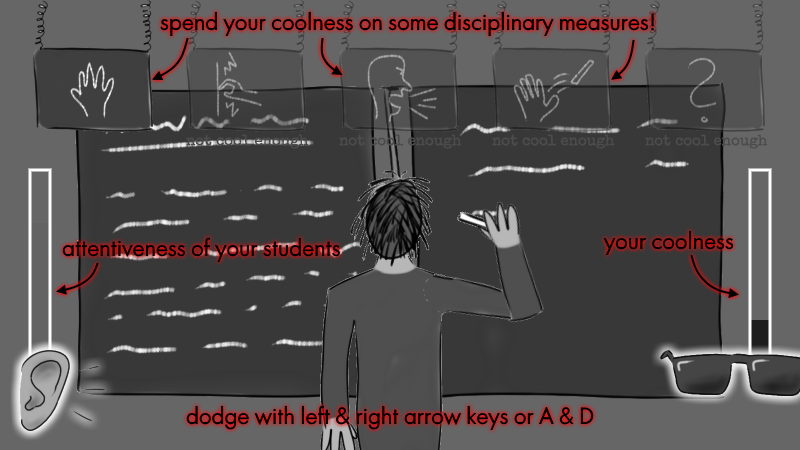 spend your coolness on some disciplinary measures!
not cool enough not cool enough not cool enough not cool enough
attentiveness of your students
your coolness
dodge with left & right arrow keys or A & D